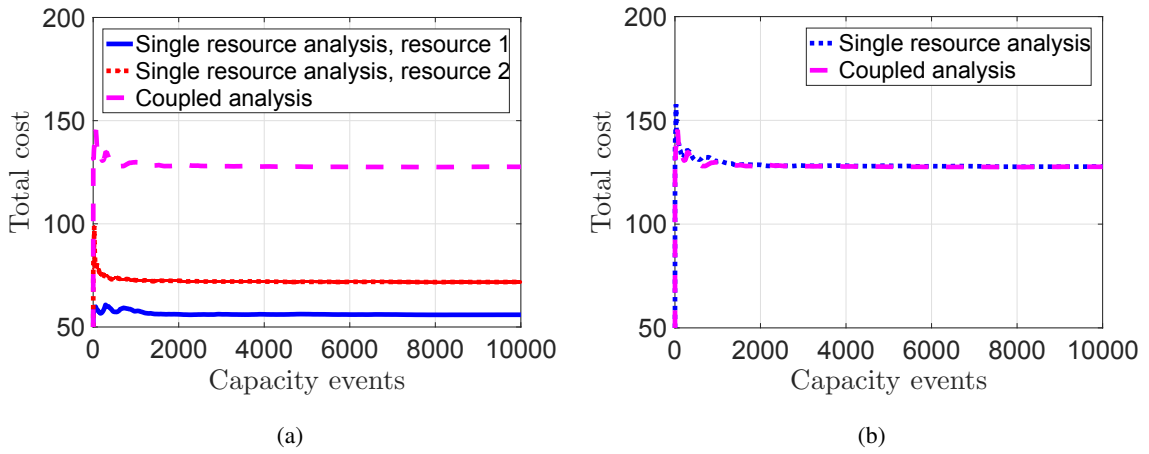 200
150
100
50
Total cost
Single resource analysis, resource 1
Single resource analysis, resource 2
Coupled analysis
0 2000 4000 6000 8000 10000
Capacity events
(a)
200
150
100
50
Total cost
Single resource analysis
Coupled analysis
0 2000 4000 6000 8000 10000
Capacity events
(b)